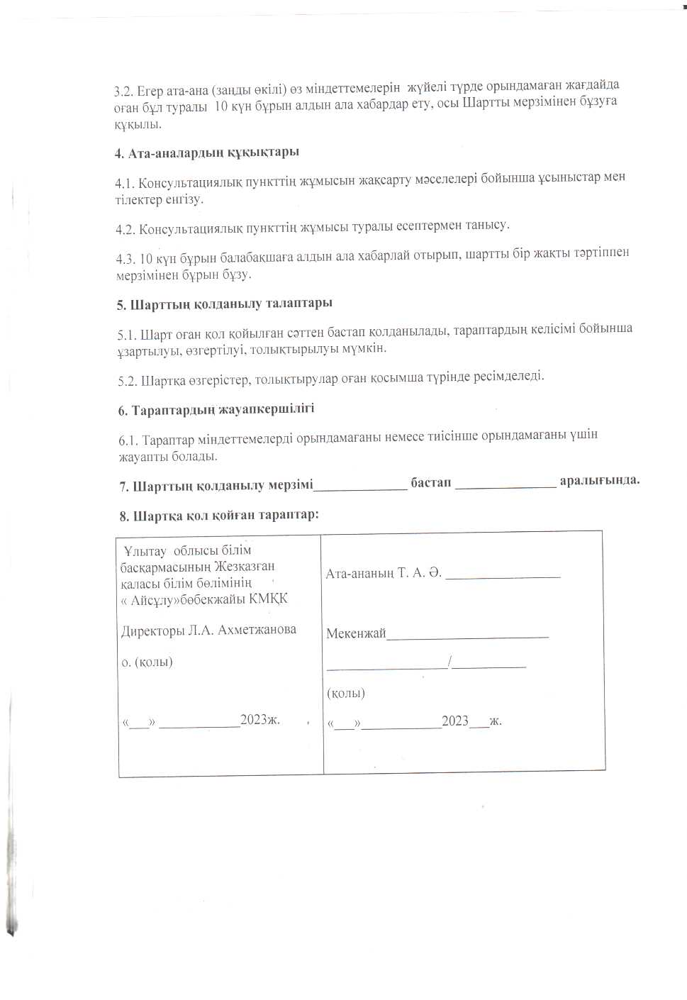 3.2. Егер ата-ана (заңды өкілі) өз міндеттемелерін жүйелі түрде орындамаған жағдайда
оған бұл туралы 10 күн бұрын алдын ала хабардар ету, осы Шартты мерзімінен бұзуға
құқылы.
4. Ата-аналардың құқықтары
4.1. Консультациялық пункттің жұмысын жақсарту мәселелері бойынша ұсыныстар мен
тілектер енгізу.
4.2. Консультациялық пункттің жұмысы туралы есептермен танысу.
4.3. 10 күн бұрын балабақшаға алдын ала хабарлай отырып, шартты бір жақты тәртіппен
мерзімінен бұрын бұзу.
5. Шарттың қолданылу талаптары
5.1. Шарт оған қол қойылған сәттен бастап қолданылады, тараптардың келісімі бойынша
ұзартылуы, өзгертілуі, толықтырылуы мүмкін.
5.2. Шартқа өзгерістер, толықтырулар оған қосымша түрінде ресімделеді.
6. Тараптардың жауапкершілігі
6.1. Тараптар міндеттемелерді орындамағаны немесе тиісінше орындамағаны үшін
жауапты болады.
7. Шарттың қолданылу мерзімі______________ бастап _______________ аралығында.
8. Шартқа қол қойған тараптар:
Ұлытау облысы білім
басқармасының Жезқазған
қаласы білім бөлімінің
« Айсұлу»бөбекжайы КМҚК
Директоры Л.А. Ахметжанова
о. (қолы)
«___» ____________2023ж.
Ата-ананың Т. А. Ә. _________________
Мекенжай________________________
__________________/___________
(қолы)
«___»____________2023___ж.